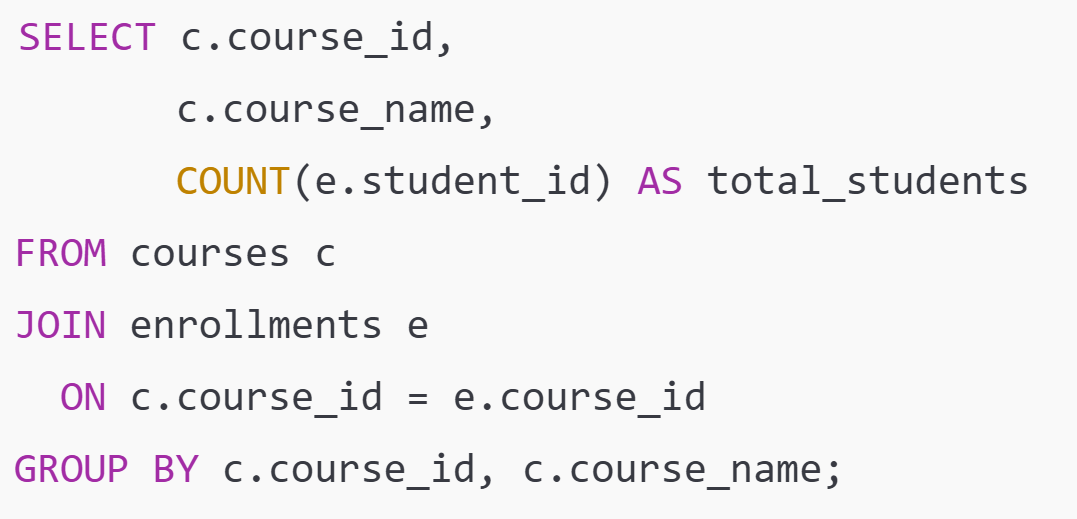 SELECT c.course_id,
       c.course_name,
       COUNT(e.student_id) AS total_students
FROM courses c
JOIN enrollments e
  ON c.course_id = e.course_id
GROUP BY c.course_id, c.course_name;